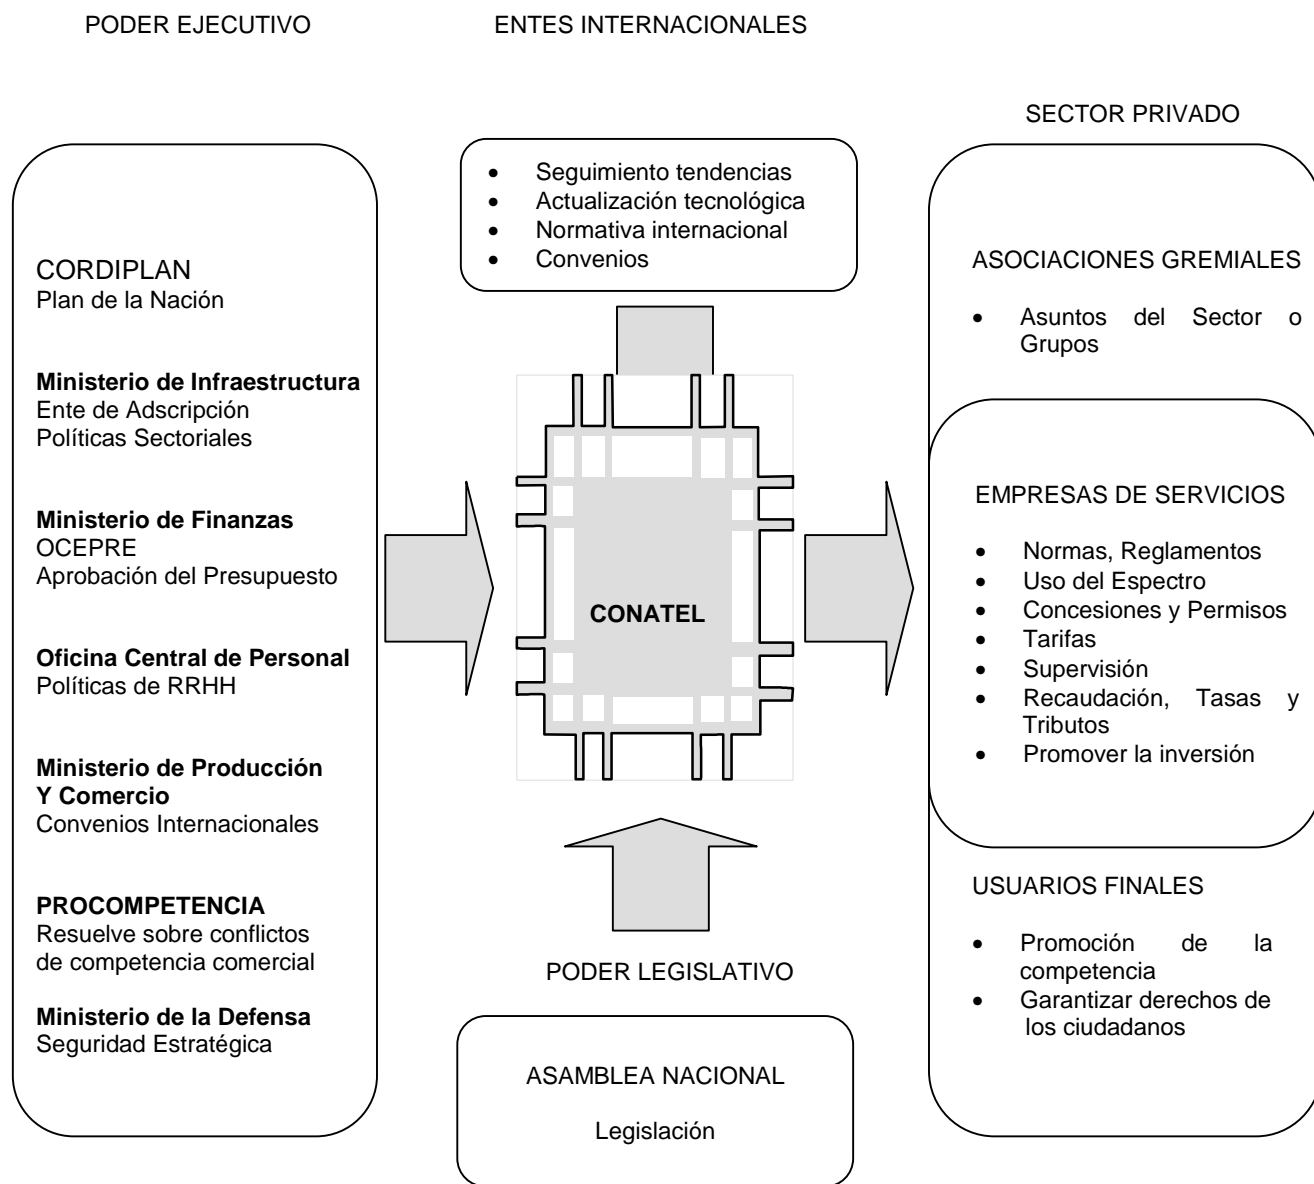 PODER EJECUTIVO
ENTES INTERNACIONALES
SECTOR PRIVADO
CORDIPLAN
Plan de la Nación
Ministerio de Infraestructura
Ente de Adscripción
Políticas Sectoriales
Ministerio de Finanzas
OCEPRE
Aprobación del Presupuesto
Oficina Central de Personal
Políticas de RRHH
Ministerio de Producción
Y Comercio
Convenios Internacionales
PROCOMPETENCIA
Resuelve sobre conflictos
de competencia comercial
Ministerio de la Defensa
Seguridad Estratégica
• Seguimiento tendencias
• Actualización tecnológica
• Normativa internacional
• Convenios
CONATEL
PODER LEGISLATIVO
ASAMBLEA NACIONAL
Legislación
ASOCIACIONES GREMIALES
• Asuntos del Sector o
Grupos
EMPRESAS DE SERVICIOS
• Normas, Reglamentos
• Uso del Espectro
• Concesiones y Permisos
• Tarifas
• Supervisión
• Recaudación, Tasas y
Tributos
• Promover la inversión
USUARIOS FINALES
• Promoción de la
competencia
• Garantizar derechos de
los ciudadanos